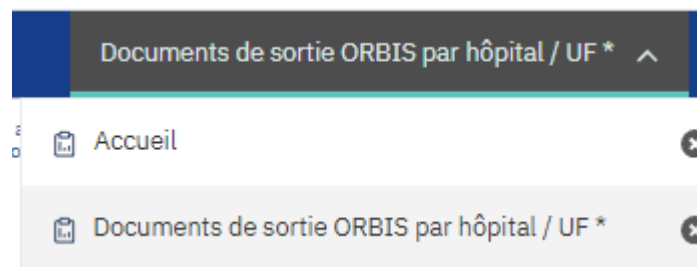 Documents de sortie ORBIS par hôpital / UF *
Accueil
Documents de sortie ORBIS par hôpital / UF *